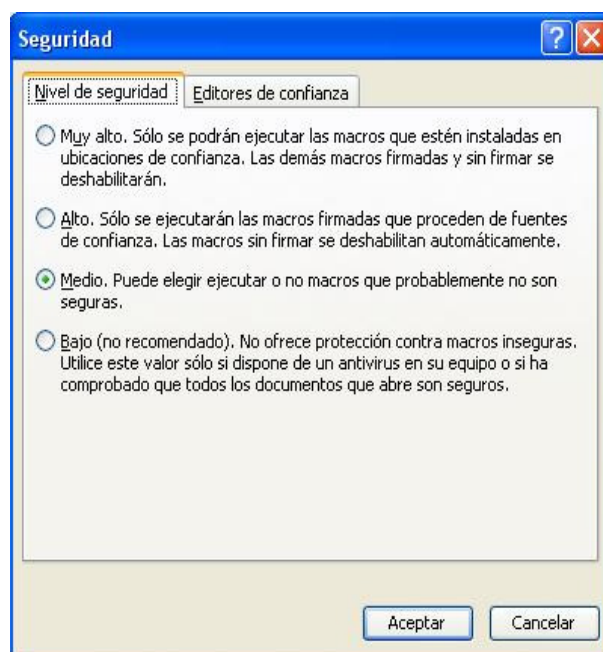 Seguridad
Nivel de seguridad
Editores de confianza
Muy alto. Sólo se podrán ejecutar las macros que estén instaladas en
ubicaciones de confianza. Las demás macros firmadas y sin firmar se
deshabilitarán.
Alto. Sólo se ejecutarán las macros firmadas que proceden de fuentes
de confianza. Las macros sin firmar se deshabilitan automáticamente.
Medio. Puede elegir ejecutar o no macros que probablemente no son
seguras.
Bajo (no recomendado). No ofrece protección contra macros inseguras.
Utilice este valor sólo si dispone de un antivirus en su equipo o si ha
comprobado que todos los documentos que abre son seguros.
Aceptar
Cancelar